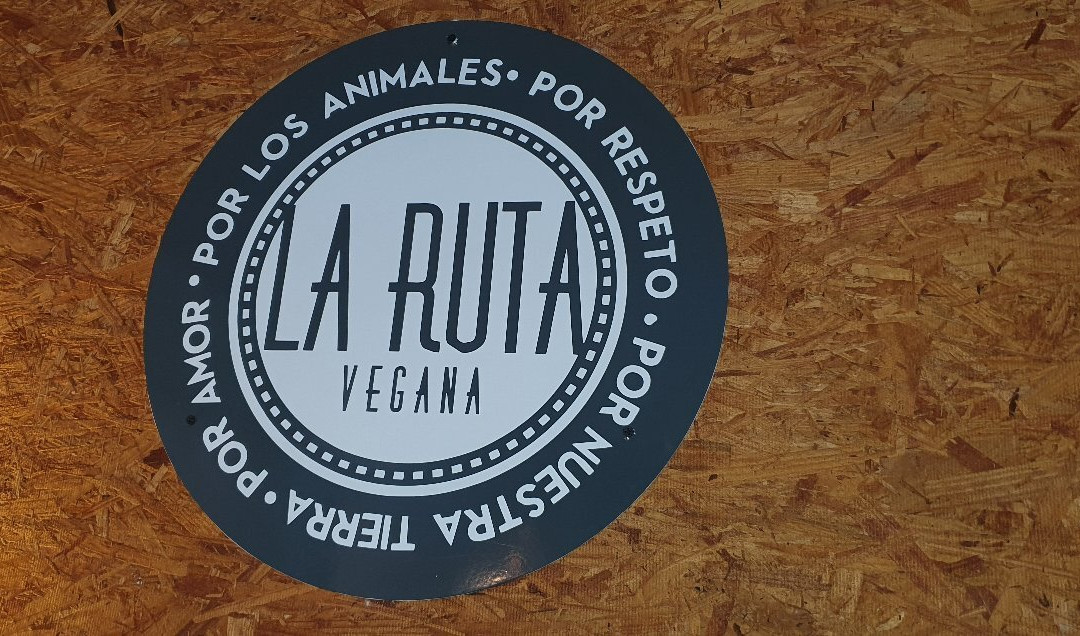 POR LOS ANIMALES • POR RESPETO • POR NUESTRA TIERRA • POR AMOR •
LA RUTA
VEGANA